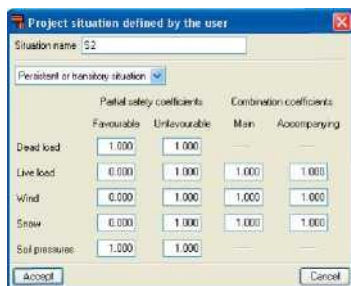 Project situation defined by the user
Situation name S2
Persistent or transitory situation
Partial safety coefficients Combination coefficients
Favourable Unfavourable Main Accompanying
Dead load 1.000 1.000
Live load 0.000 1.000 1.000 1.000
Wind 0.000 1.000 1.000 1.000
Snow 0.000 1.000 1.000 1.000
Soil pressures 1.000 1.000
Accept Cancel